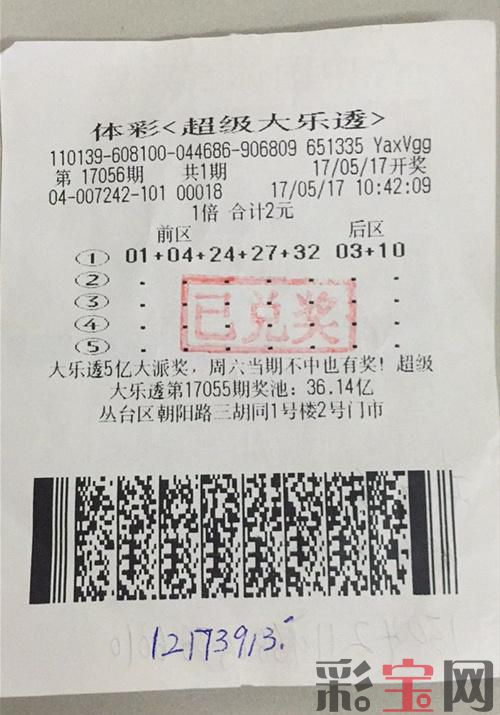 体彩<超级大乐透>
110139-608100-044686-906809 651335 YaxVgg
第 17056期 共1期 17/05/17开奖
04-007242-101 00018 17/05/17 10:42:09
1倍 合计2元
前区 后区
① 01+04+24+27+32 03+10
②
③
④
⑤
已兑奖
大乐透5亿大派奖，周六当期不中也有奖！超级
大乐透第17055期奖池：36.14亿
丛台区朝阳路三胡同1号楼2号门市
12173913.
彩宝网